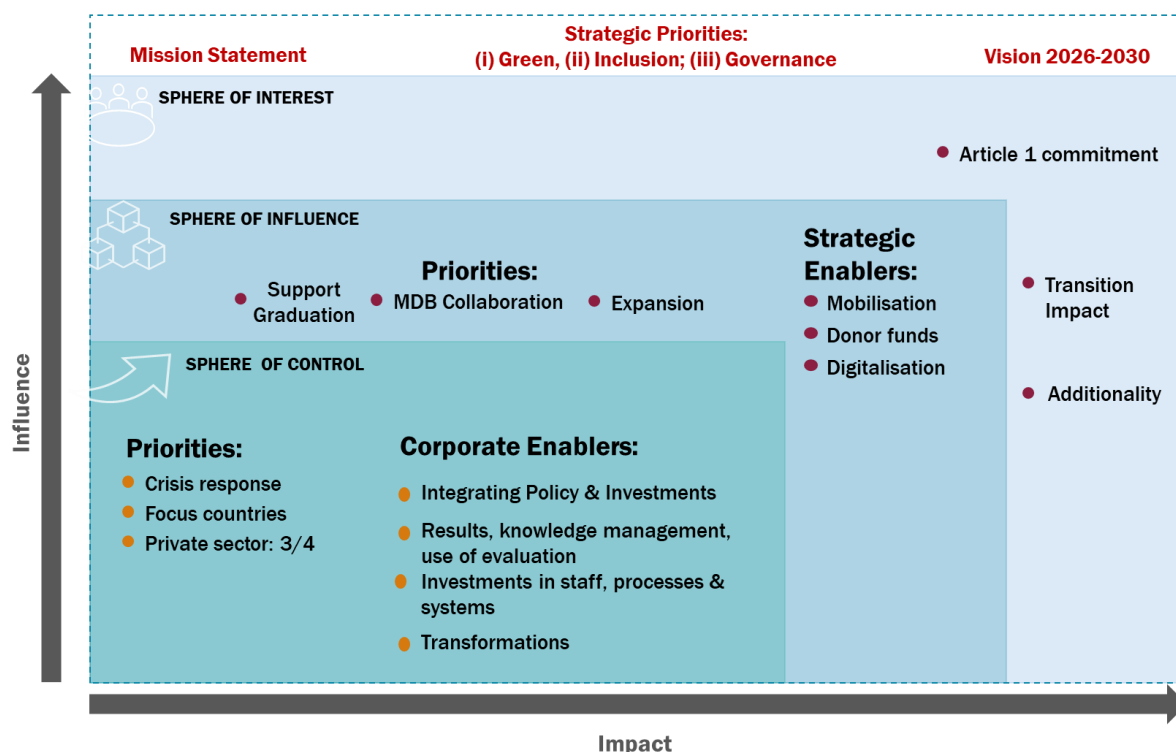 Mission Statement
Strategic Priorities:
(i) Green, (ii) Inclusion; (iii) Governance
Vision 2026-2030
SPHERE OF INTEREST
Article 1 commitment
SPHERE OF INFLUENCE
Priorities:
Support
Graduation
MDB Collaboration
Expansion
Strategic
Enablers:
Mobilisation
Donor funds
Digitalisation
Transition
Impact
Additionality
SPHERE OF CONTROL
Priorities:
Crisis response
Focus countries
Private sector: 3/4
Corporate Enablers:
Integrating Policy & Investments
Results, knowledge management,
use of evaluation
Investments in staff, processes &
systems
Transformations
Influence
Impact